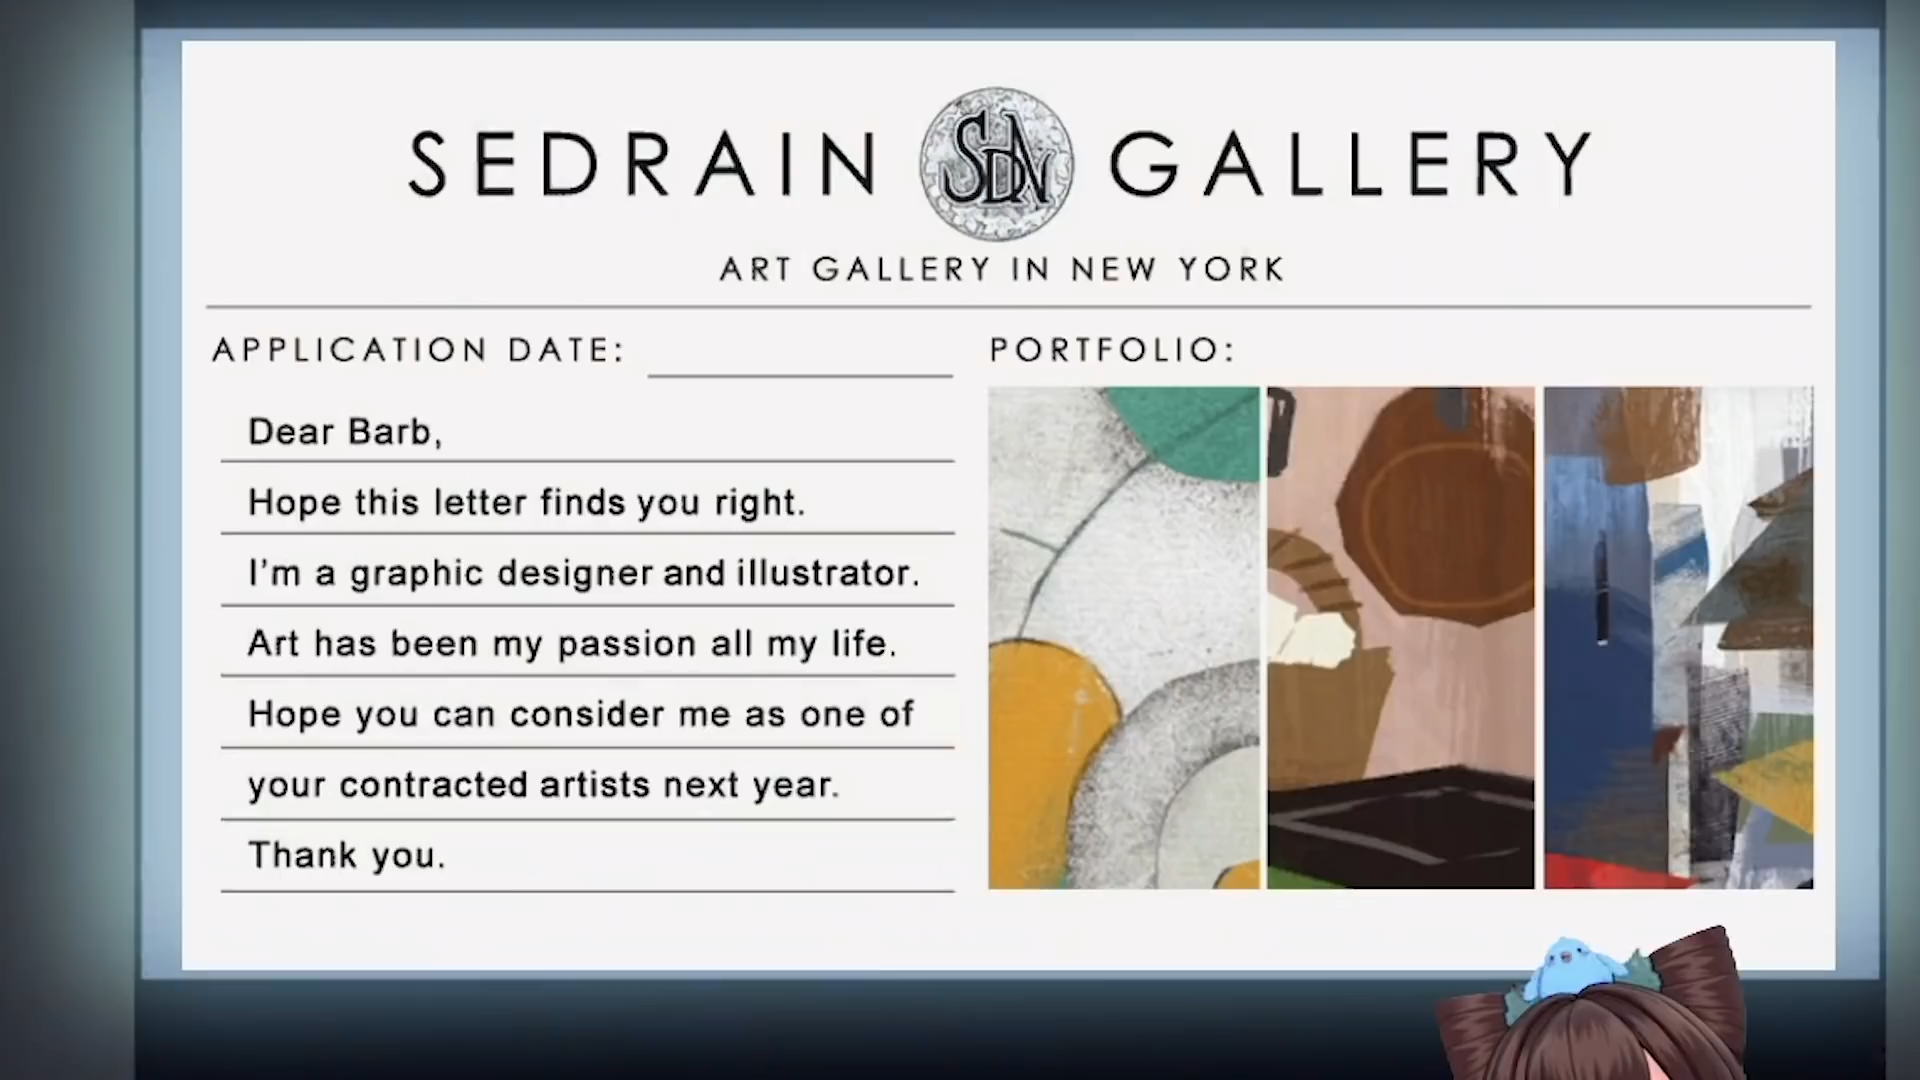 SEDRAIN SDN GALLERY
ART GALLERY IN NEW YORK
APPLICATION DATE:
Dear Barb,
Hope this letter finds you right.
I'm a graphic designer and illustrator.
Art has been my passion all my life.
Hope you can consider me as one of
your contracted artists next year.
Thank you.
PORTFOLIO: